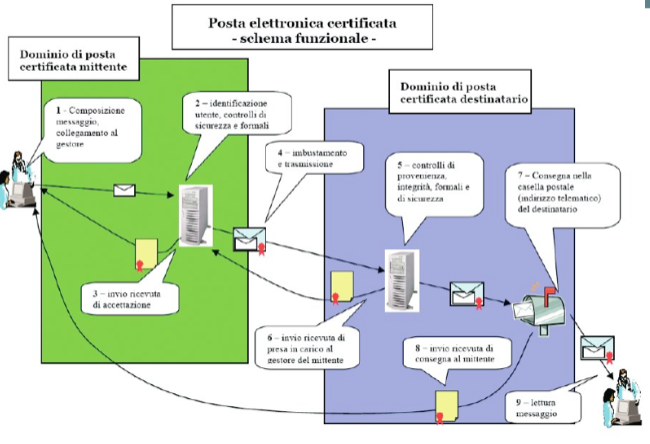 Posta elettronica certificata
- schema funzionale -
Dominio di posta
certificata mittente
Dominio di posta
certificata destinatario
1 - Composizione
messaggio,
collegamento al
gestore
2 – identificazione
utente, controlli di
sicurezza e formali
3 – invio ricevuta
di accettazione
4 – imbustamento
e trasmissione
5 – controlli di
provenienza,
integrità, formali e
di sicurezza
6 – invio ricevuta di
presa in carico al
gestore del mittente
7 – Consegna nella
casella postale
(indirizzo telematico)
del destinatario
8 – invio ricevuta di
consegna al mittente
9 – lettura
messaggio